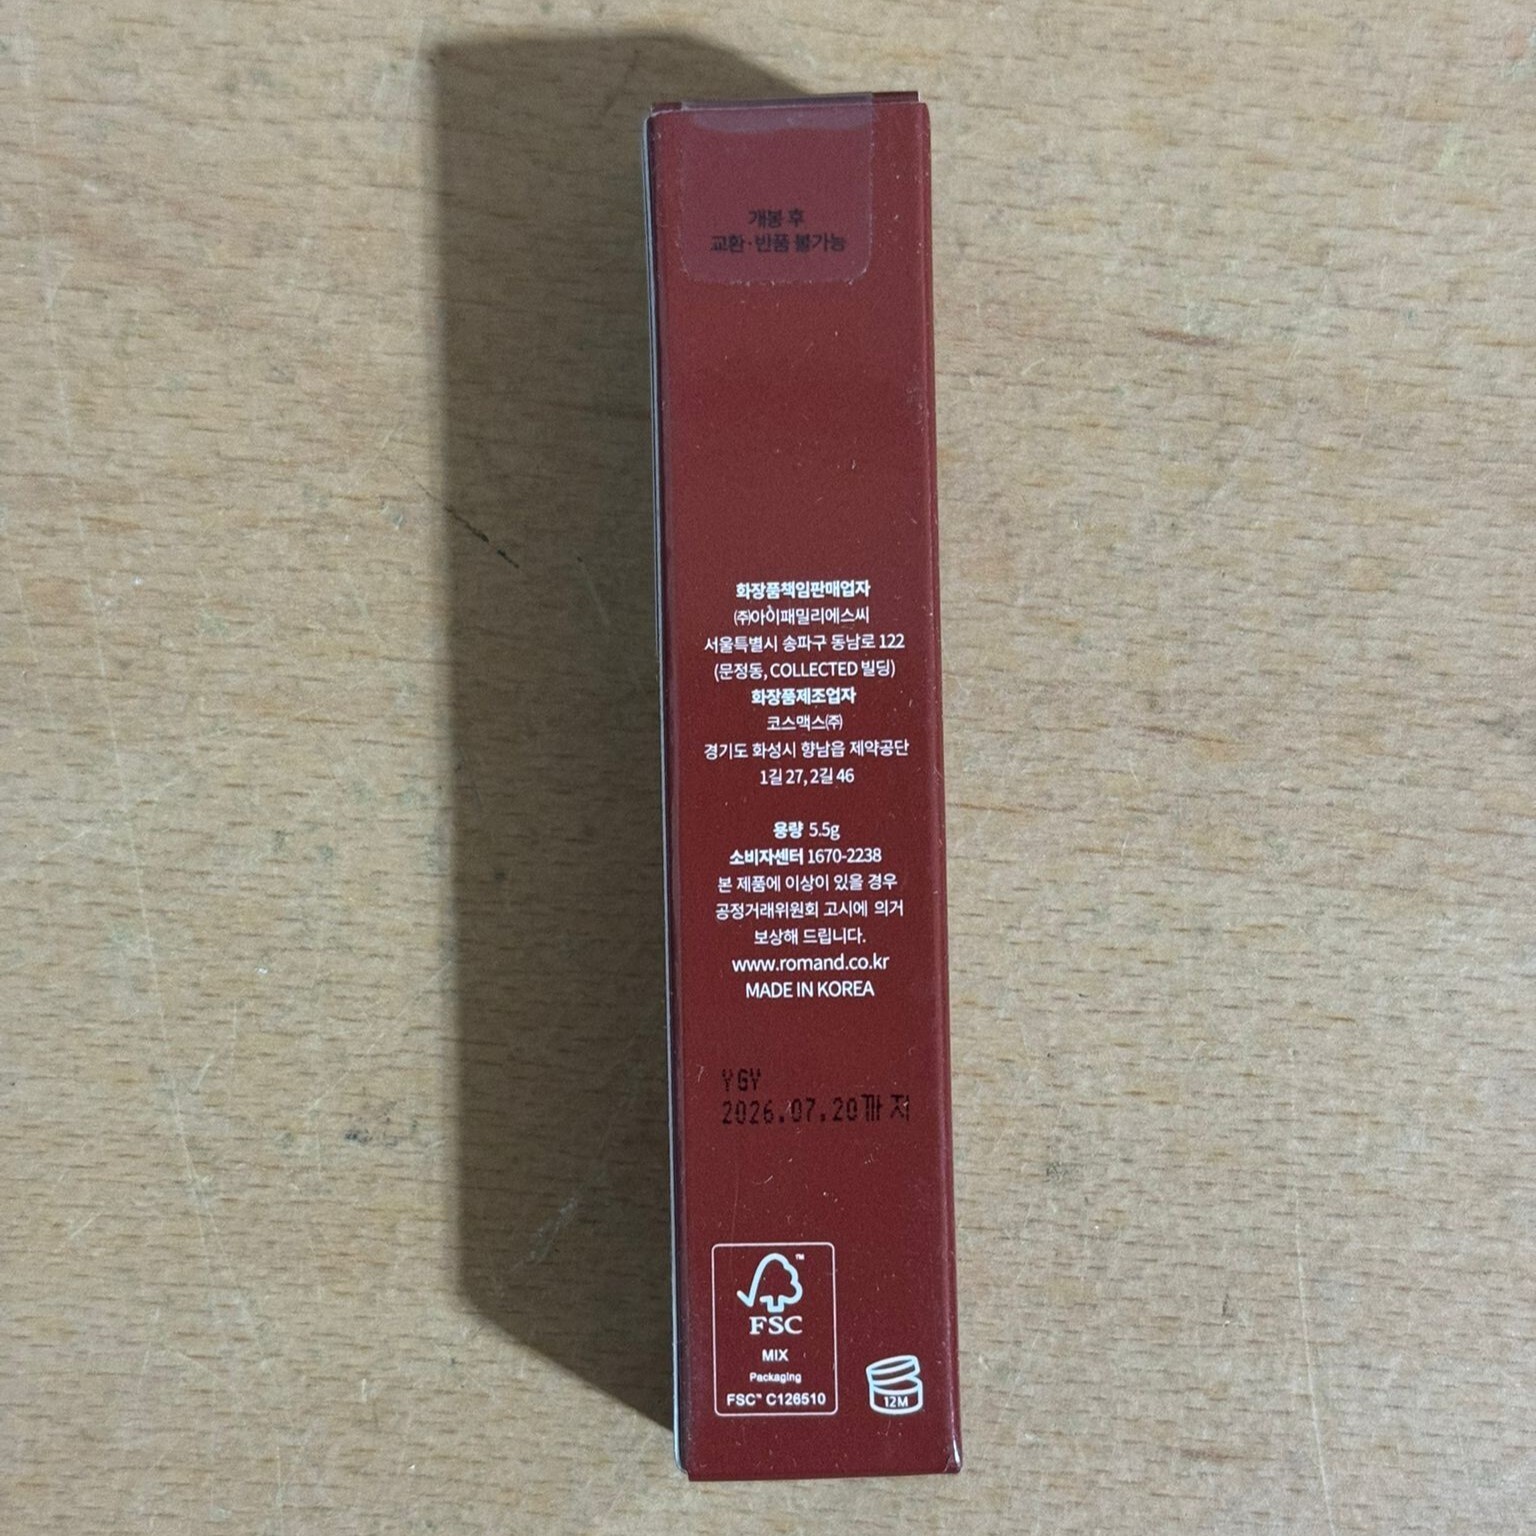 개봉 후
교환·반품 불가능
화장품책임판매업자
㈜아이패밀리에스씨
서울특별시 송파구 동남로 122
(문정동, COLLECTED 빌딩)
화장품제조업자
코스맥스㈜
경기도 화성시 향남읍 제약공단
1길 27, 2길 46
용량 5.5g
소비자센터 1670-2238
본 제품에 이상이 있을 경우
공정거래위원회 고시에 의거
보상해 드립니다.
www.romand.co.kr
MADE IN KOREA
YGV
2026.07.20까지
FSC™
MIX
Packaging
FSC™ C126510
12M